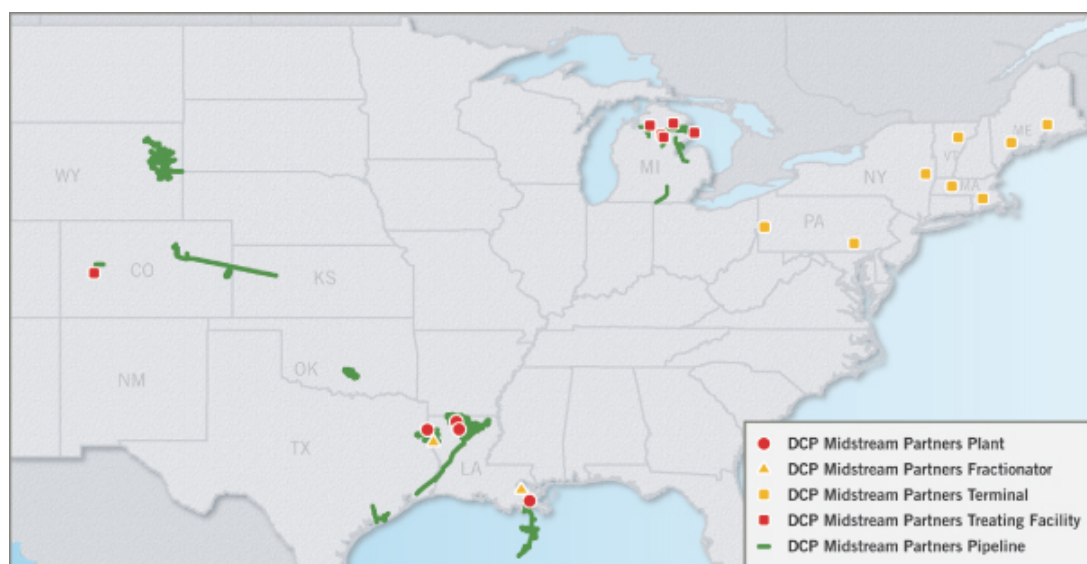 ME
VT
WY
MI
NY
MA
PA
CO
KS
OK
NM
TX
LA
DCP Midstream Partners Plant
DCP Midstream Partners Fractionator
DCP Midstream Partners Terminal
DCP Midstream Partners Treating Facility
DCP Midstream Partners Pipeline